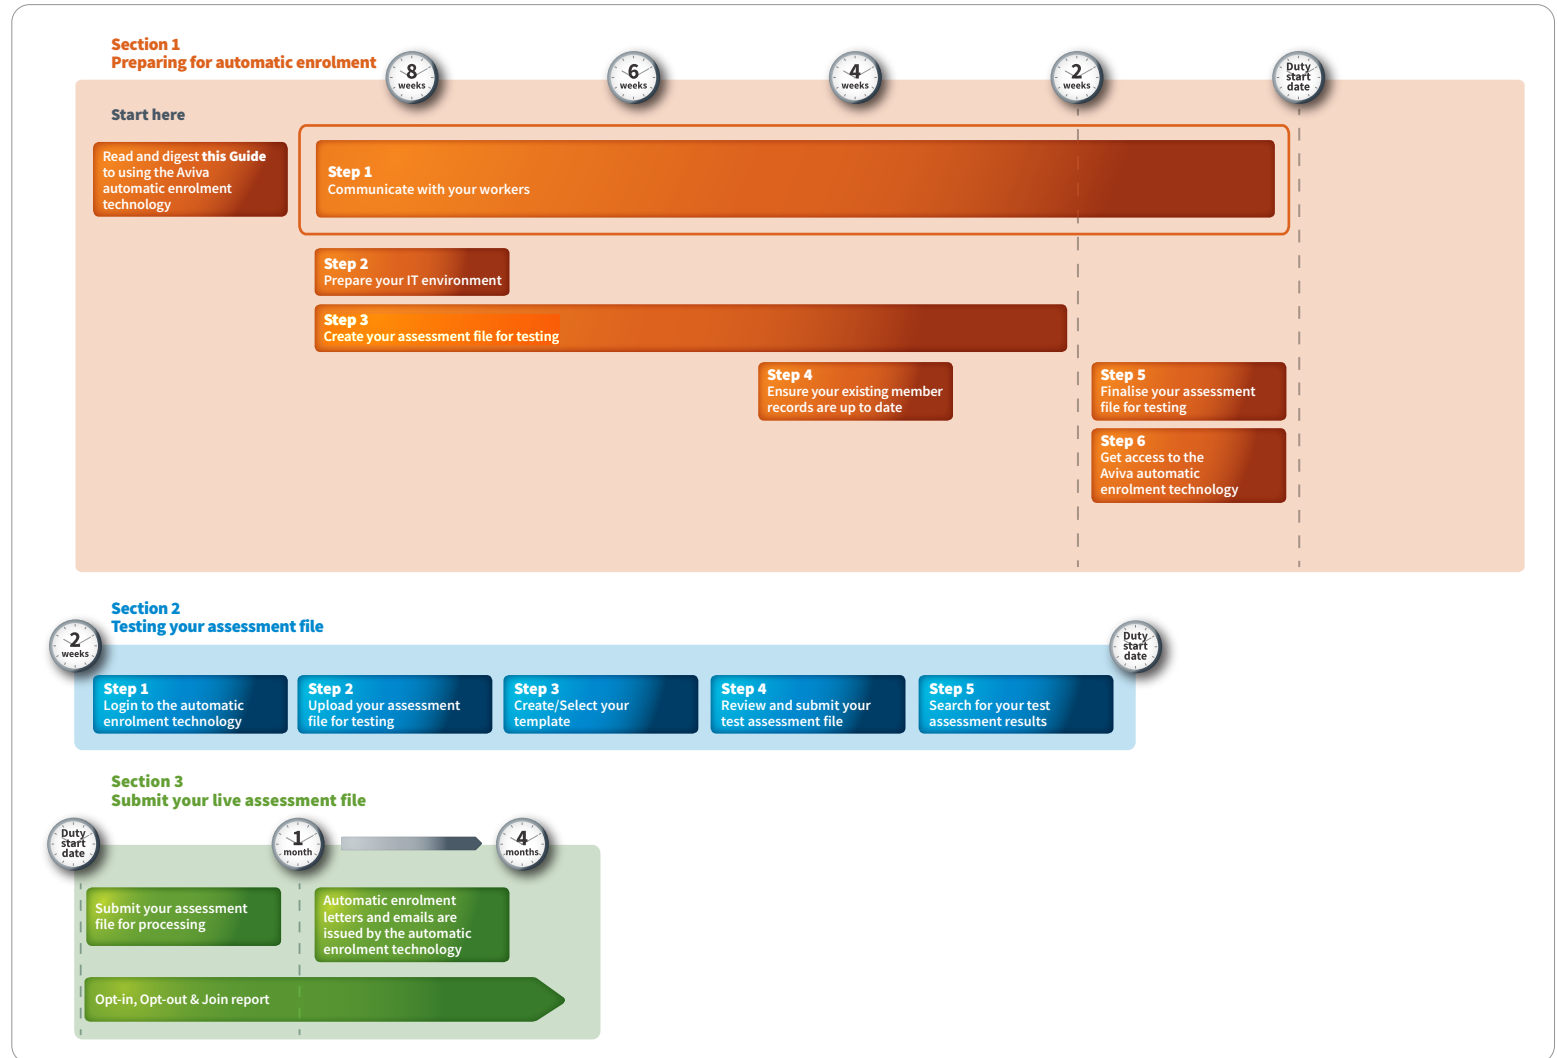 Section 1
Preparing for automatic enrolment
8
weeks
6
weeks
4
weeks
2
weeks
Duty
start
date
Start here
Read and digest this Guide
to using the Aviva
automatic enrolment
technology
Step 1
Communicate with your workers
Step 2
Prepare your IT environment
Step 3
Create your assessment file for testing
Step 4
Ensure your existing member
records are up to date
Step 5
Finalise your assessment
file for testing
Step 6
Get access to the
Aviva automatic
enrolment technology
Section 2
Testing your assessment file
2
weeks
Duty
start
date
Step 1
Login to the automatic
enrolment technology
Step 2
Upload your assessment
file for testing
Step 3
Create/Select your
template
Step 4
Review and submit your
test assessment file
Step 5
Search for your test
assessment results
Section 3
Submit your live assessment file
Duty
start
date
1
month
4
months
Submit your assessment
file for processing
Automatic enrolment
letters and emails are
issued by the automatic
enrolment technology
Opt-in, Opt-out & Join report